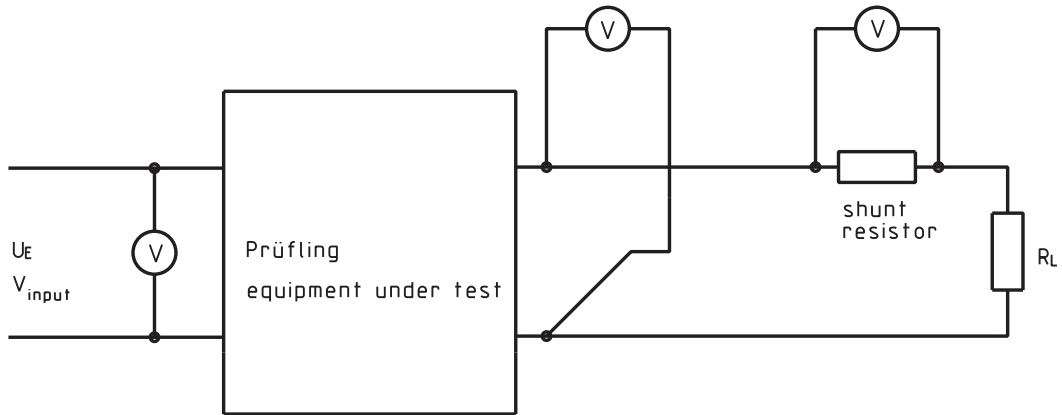 V
V
shunt
resistor
UE
Vinput
V
Prüfling
equipment under test
RL